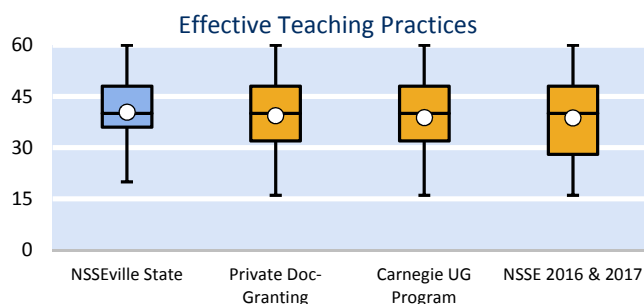 Effective Teaching Practices
60
45
30
15
0
NSSEville State
Private Doc-
Granting
Carnegie UG
Program
NSSE 2016 & 2017